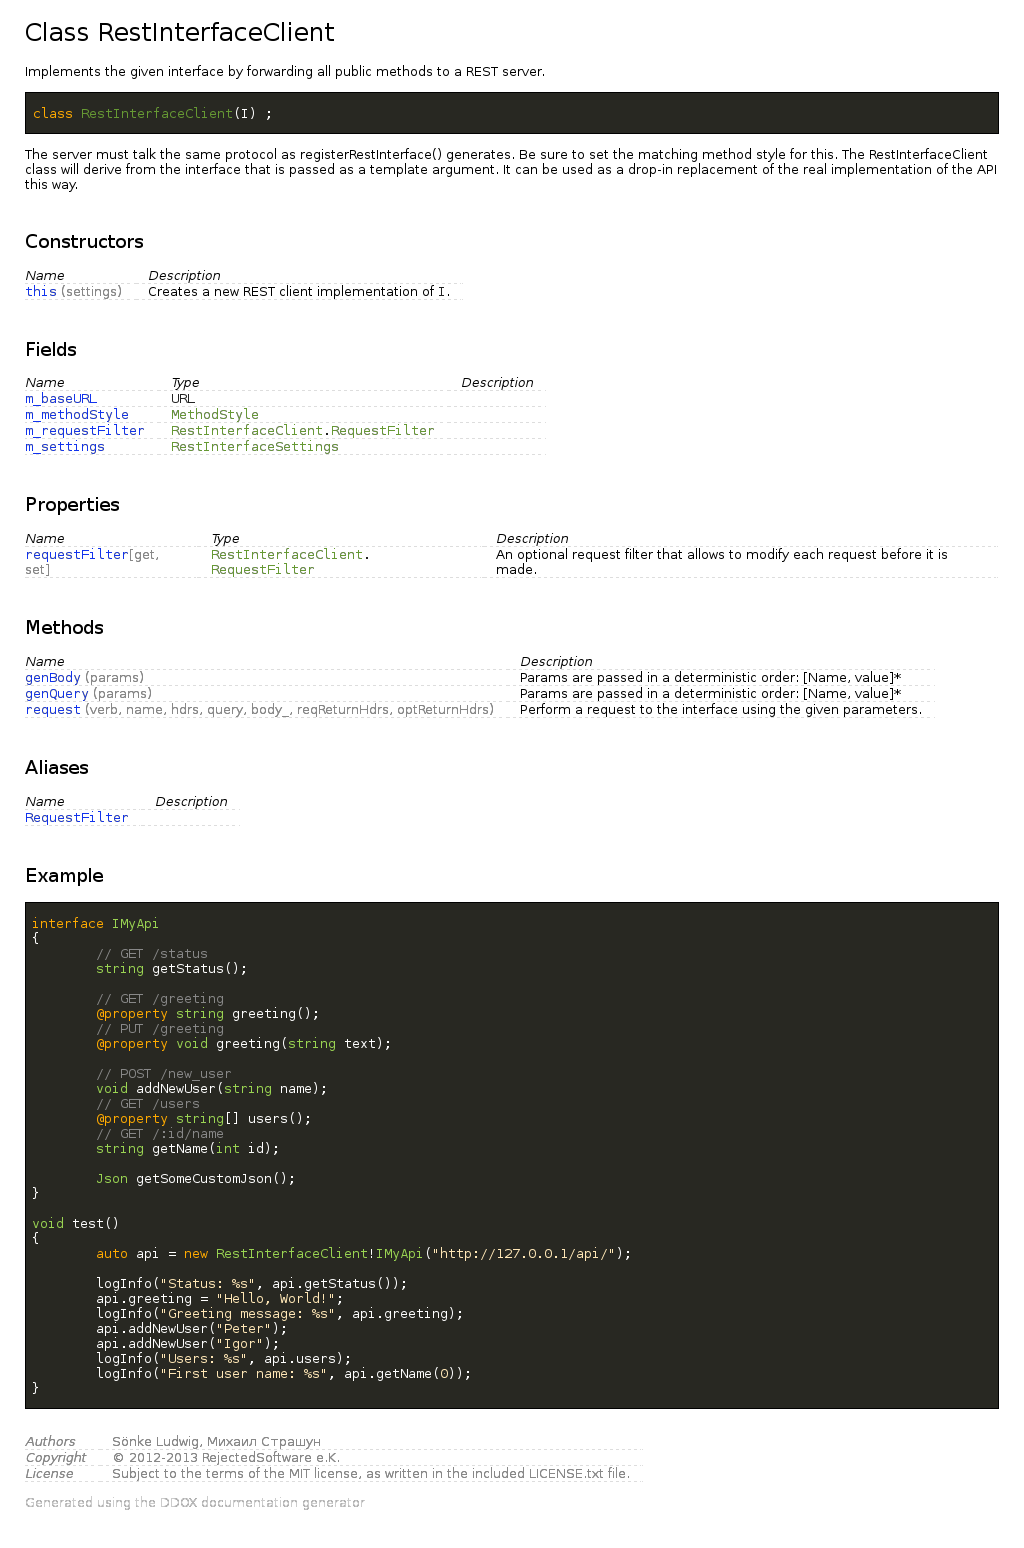 Class RestInterfaceClient
Implements the given interface by forwarding all public methods to a REST server.
class RestInterfaceClient(I) ;
The server must talk the same protocol as registerRestInterface() generates. Be sure to set the matching method style for this. The RestInterfaceClient
class will derive from the interface that is passed as a template argument. It can be used as a drop-in replacement of the real implementation of the API
this way.
Constructors
Name Description
this (settings) Creates a new REST client implementation of I.
Fields
Name Type Description
m_baseURL URL
m_methodStyle MethodStyle
m_requestFilter RestInterfaceClient.RequestFilter
m_settings RestInterfaceSettings
Properties
Name Type Description
requestFilter[get, RestInterfaceClient. An optional request filter that allows to modify each request before it is
set] RequestFilter made.
Methods
Name Description
genBody (params) Params are passed in a deterministic order: [Name, value]*
genQuery (params) Params are passed in a deterministic order: [Name, value]*
request (verb, name, hdrs, query, body_, reqReturnHdrs, optReturnHdrs) Perform a request to the interface using the given parameters.
Aliases
Name Description
RequestFilter
Example
interface IMyApi
{
// GET /status
string getStatus();
// GET /greeting
@property string greeting();
// PUT /greeting
@property void greeting(string text);
// POST /new_user
void addNewUser(string name);
// GET /users
@property string[] users();
// GET /:id/name
string getName(int id);
Json getSomeCustomJson();
}
void test()
{
auto api = new RestInterfaceClient!IMyApi("http://127.0.0.1/api/");
logInfo("Status: %s", api.getStatus());
api.greeting = "Hello, World!";
logInfo("Greeting message: %s", api.greeting);
api.addNewUser("Peter");
api.addNewUser("Igor");
logInfo("Users: %s", api.users);
logInfo("First user name: %s", api.getName(0));
}
Authors Sönke Ludwig, Михаил Страшун
Copyright © 2012-2013 RejectedSoftware e.K.
License Subject to the terms of the MIT license, as written in the included LICENSE.txt file.
Generated using the DDOX documentation generator